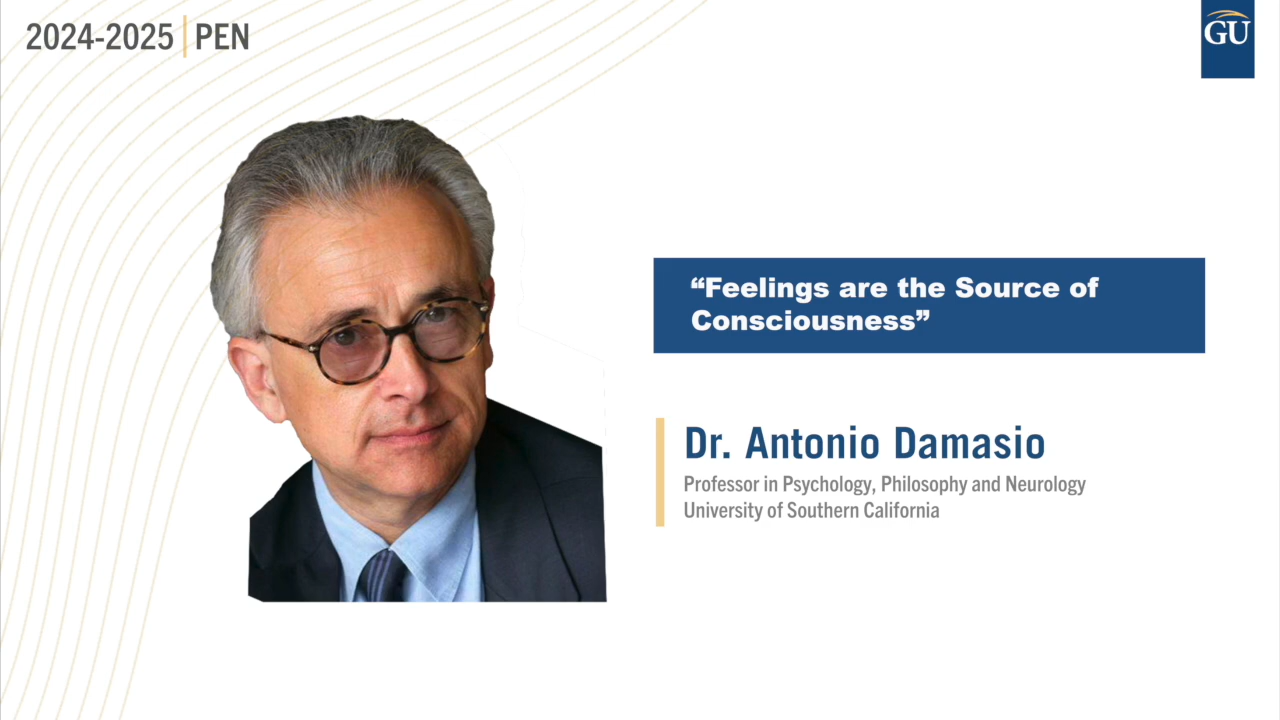 2024-2025 | PEN
GU
“Feelings are the Source of
Consciousness”
Dr. Antonio Damasio
Professor in Psychology, Philosophy and Neurology
University of Southern California